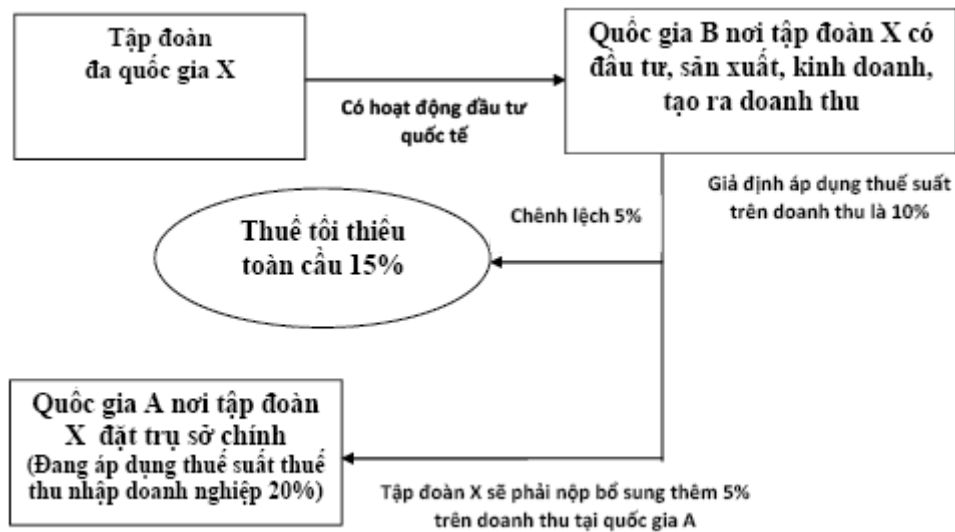 Tập đoàn
đa quốc gia X
Có hoạt động đầu tư
quốc tế
Quốc gia B nơi tập đoàn X có
đầu tư, sản xuất, kinh doanh,
tạo ra doanh thu
Giả định áp dụng thuế suất
trên doanh thu là 10%
Chênh lệch 5%
Thuế tối thiểu
toàn cầu 15%
Quốc gia A nơi tập đoàn
X đặt trụ sở chính
(Đang áp dụng thuế suất thuế
thu nhập doanh nghiệp 20%)
Tập đoàn X sẽ phải nộp bổ sung thêm 5%
trên doanh thu tại quốc gia A